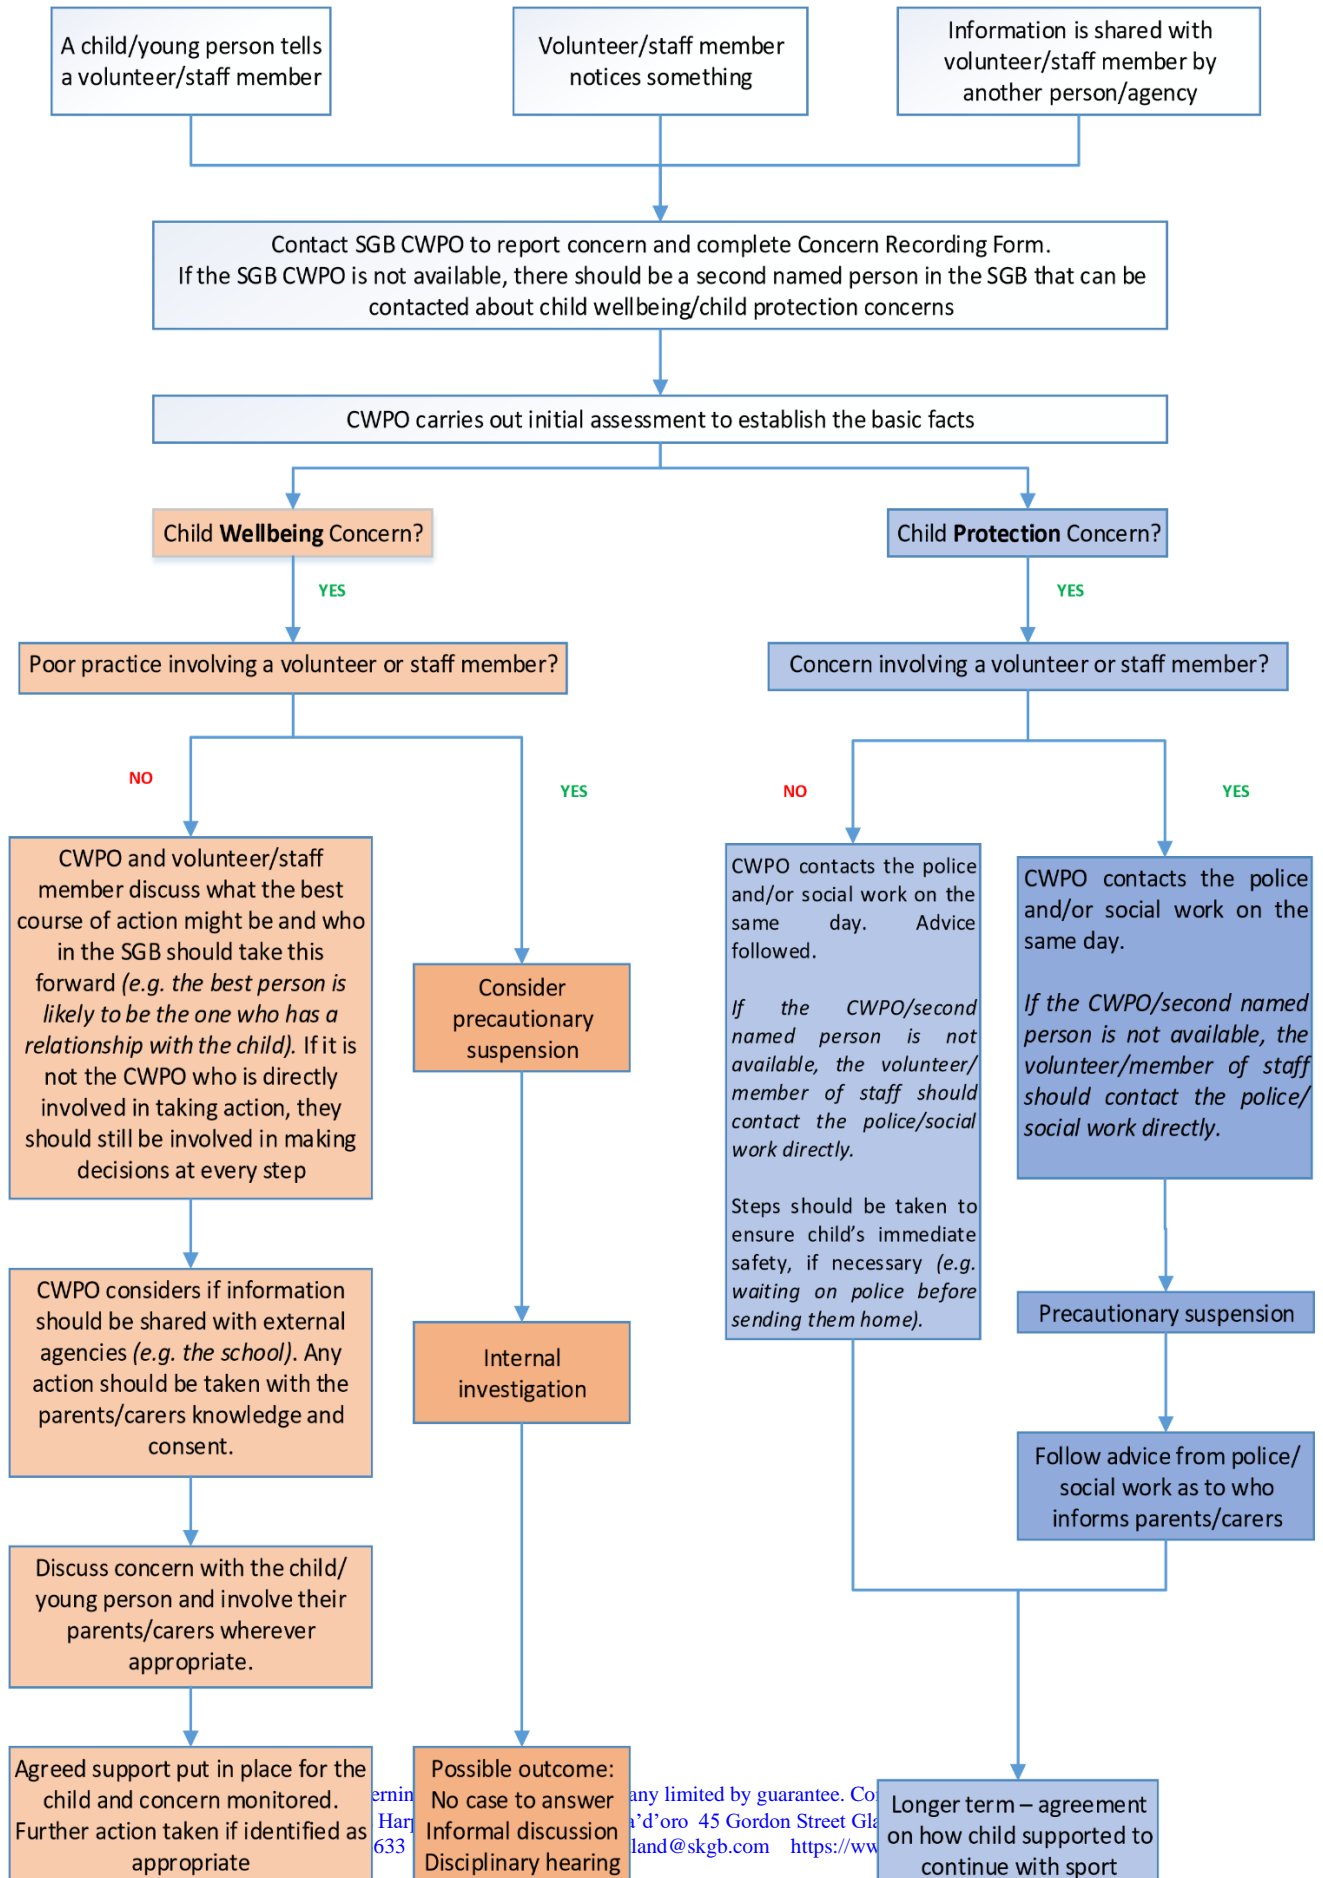 A child/young person tells
a volunteer/staff member
Volunteer/staff member
notices something
Information is shared with
volunteer/staff member by
another person/agency
Contact SGB CWPO to report concern and complete Concern Recording Form.
If the SGB CWPO is not available, there should be a second named person in the SGB that can be
contacted about child wellbeing/child protection concerns
CWPO carries out initial assessment to establish the basic facts
Child Wellbeing Concern?
Child Protection Concern?
YES
YES
Poor practice involving a volunteer or staff member?
Concern involving a volunteer or staff member?
NO
YES
NO
YES
CWPO and volunteer/staff
member discuss what the best
course of action might be and who
in the SGB should take this
forward (e.g. the best person is
likely to be the one who has a
relationship with the child). If it is
not the CWPO who is directly
involved in taking action, they
should still be involved in making
decisions at every step
Consider
precautionary
suspension
CWPO contacts the police
and/or social work on the
same day. Advice
followed.
If the CWPO/second
named person is not
available, the volunteer/
member of staff should
contact the police/social
work directly.
Steps should be taken to
ensure child's immediate
safety, if necessary (e.g.
waiting on police before
sending them home).
CWPO contacts the police
and/or social work on the
same day.
If the CWPO/second named
person is not available, the
volunteer/member of staff
should contact the police/
social work directly.
CWPO considers if information
should be shared with external
agencies (e.g. the school). Any
action should be taken with the
parents/carers knowledge and
consent.
Internal
investigation
Precautionary suspension
Follow advice from police/
social work as to who
informs parents/carers
Discuss concern with the child/
young person and involve their
parents/carers wherever
appropriate.
Agreed support put in place for the
child and concern monitored.
Further action taken if identified as
appropriate
Possible outcome:
No case to answer
Informal discussion
Disciplinary hearing
Longer term – agreement
on how child supported to
continue with sport
limited by guarantee.
45 Gordon Street
633 land@skgb.com